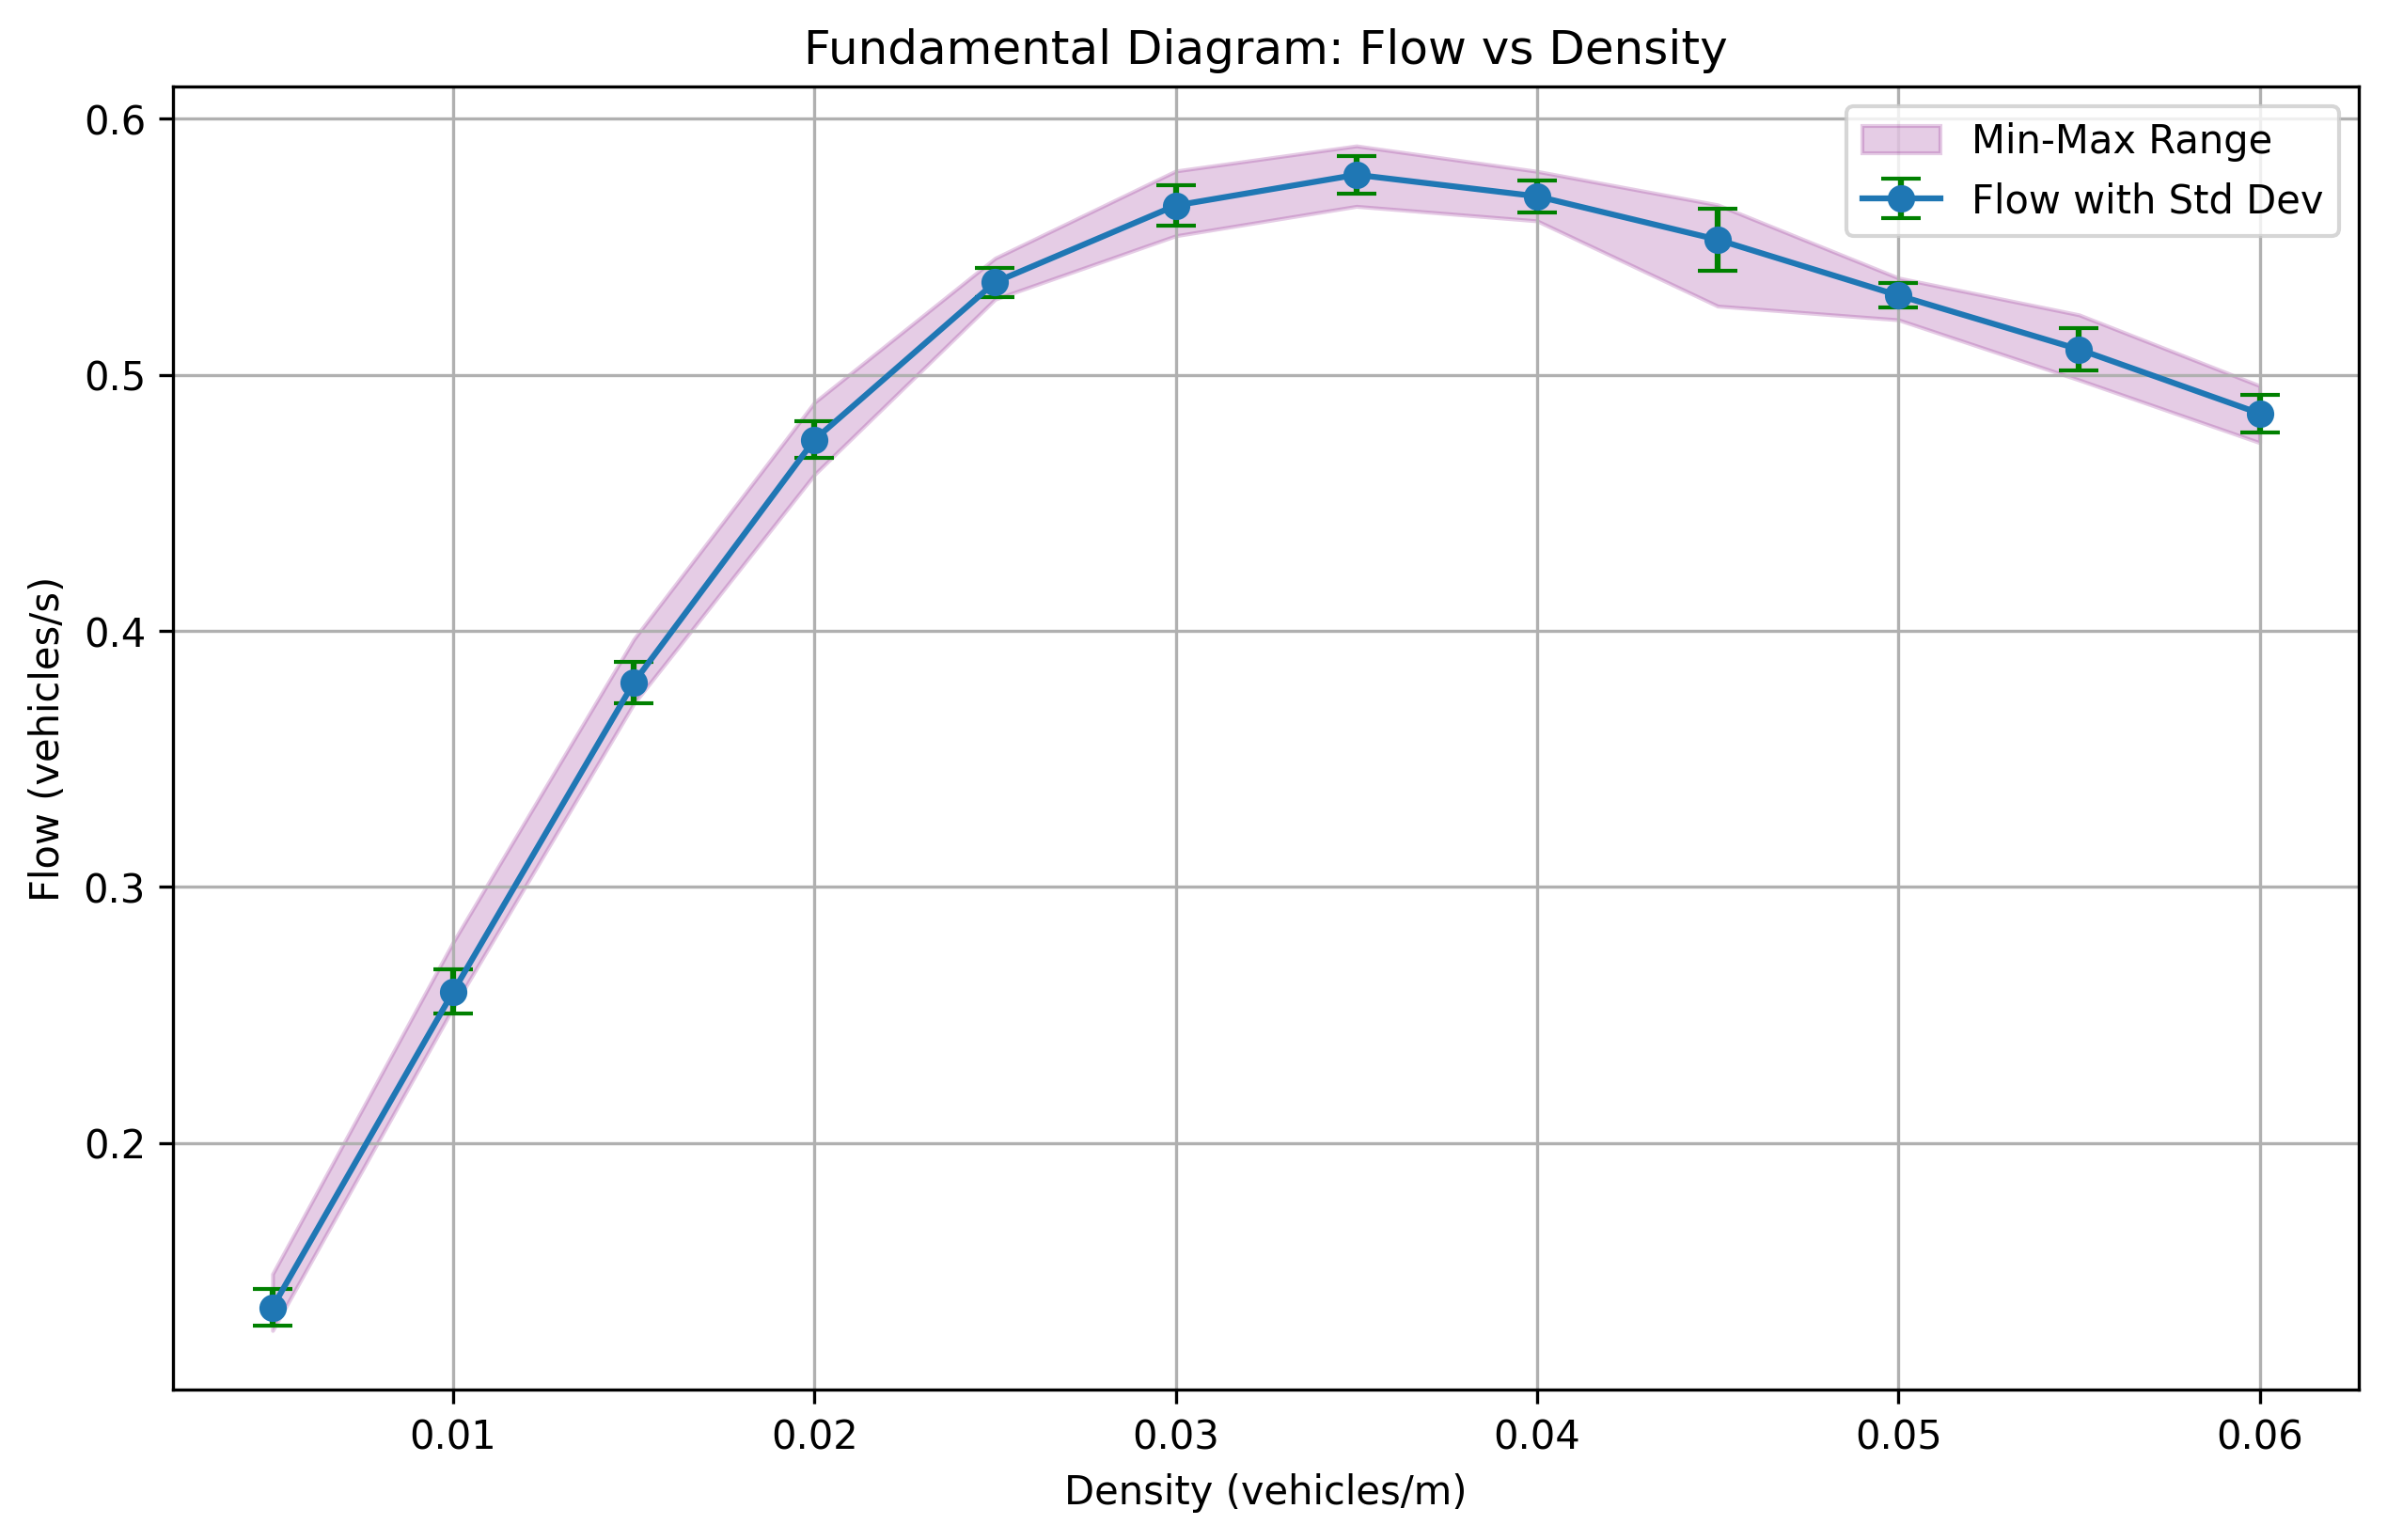 Fundamental Diagram: Flow vs Density
Min-Max Range
Flow with Std Dev
Flow (vehicles/s)
0.6
0.5
0.4
0.3
0.2
0.01 0.02 0.03 0.04 0.05 0.06
Density (vehicles/m)